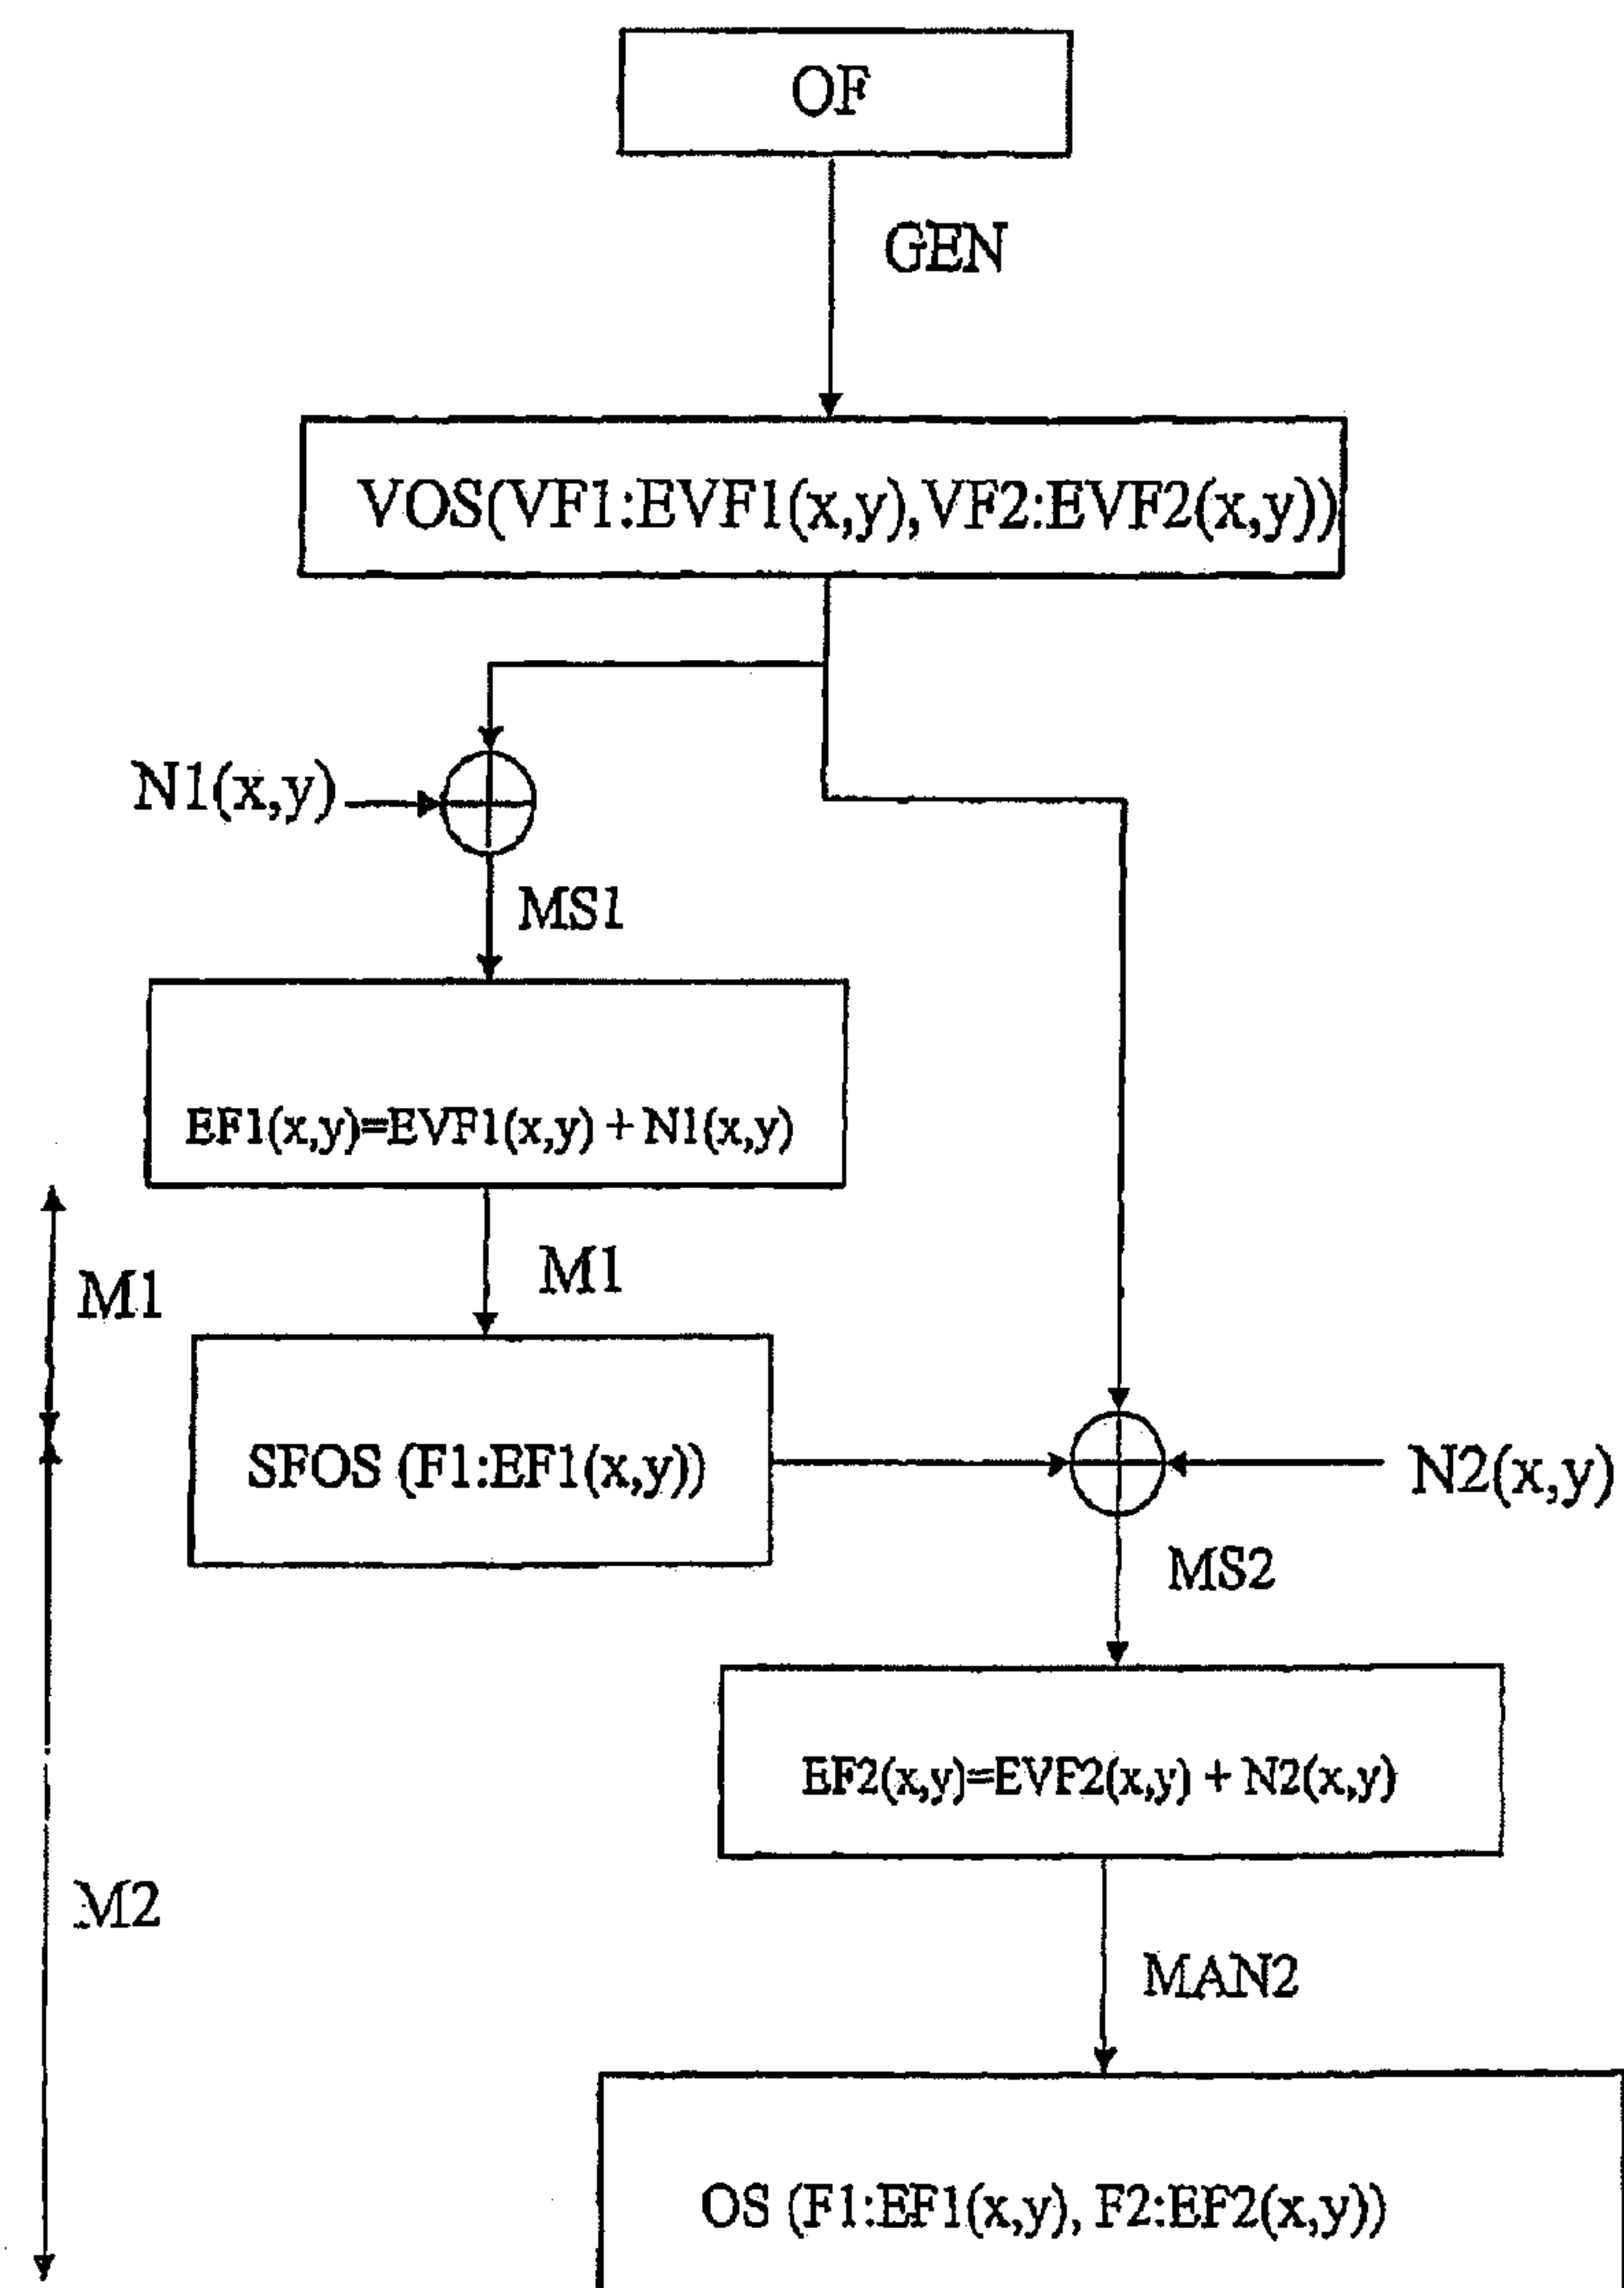 OF
GEN
VOS(VF1:EVF1(x,y),VF2:EVF2(x,y))
N1(x,y)
MS1
EF1(x,y)=EVF1(x,y) + N1(x,y)
M1
M1
SFOS (F1:EF1(x,y))
N2(x,y)
MS2
EF2(x,y)=EVF2(x,y) + N2(x,y)
M2
MAN2
OS (F1:EF1(x,y), F2:EF2(x,y))